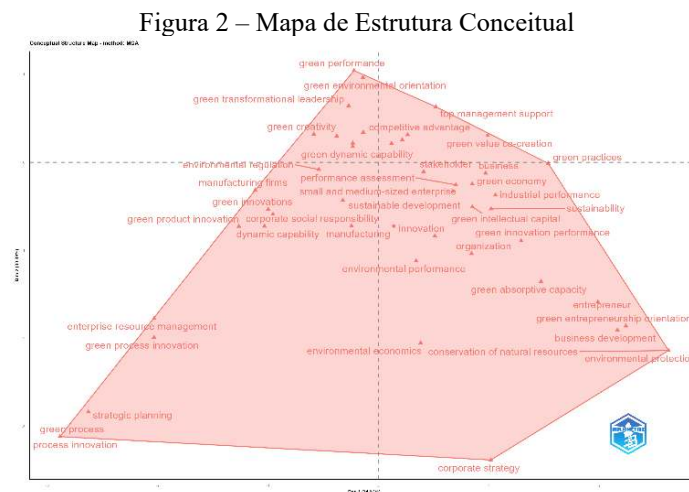 Figura 2 – Mapa de Estrutura Conceitual
Conceptual Structure Map - method: MCA
green performance
green environmental orientation
green transformational leadership
top management support
green creativity
competitive advantage
green value co-creation
green dynamic capability
green practices
environmental regulation
stakeholder
business
performance assessment
manufacturing firms
green economy
small and medium-sized enterprise
industrial performance
green innovations
sustainable development
sustainability
green product innovation
corporate social responsibility
green intellectual capital
dynamic capability
manufacturing
innovation
green innovation performance
organization
environmental performance
green absorptive capacity
entrepreneur
enterprise resource management
green entrepreneurship orientation
green process innovation
business development
environmental economics
conservation of natural resources
environmental protection
strategic planning
green process
process innovation
corporate strategy